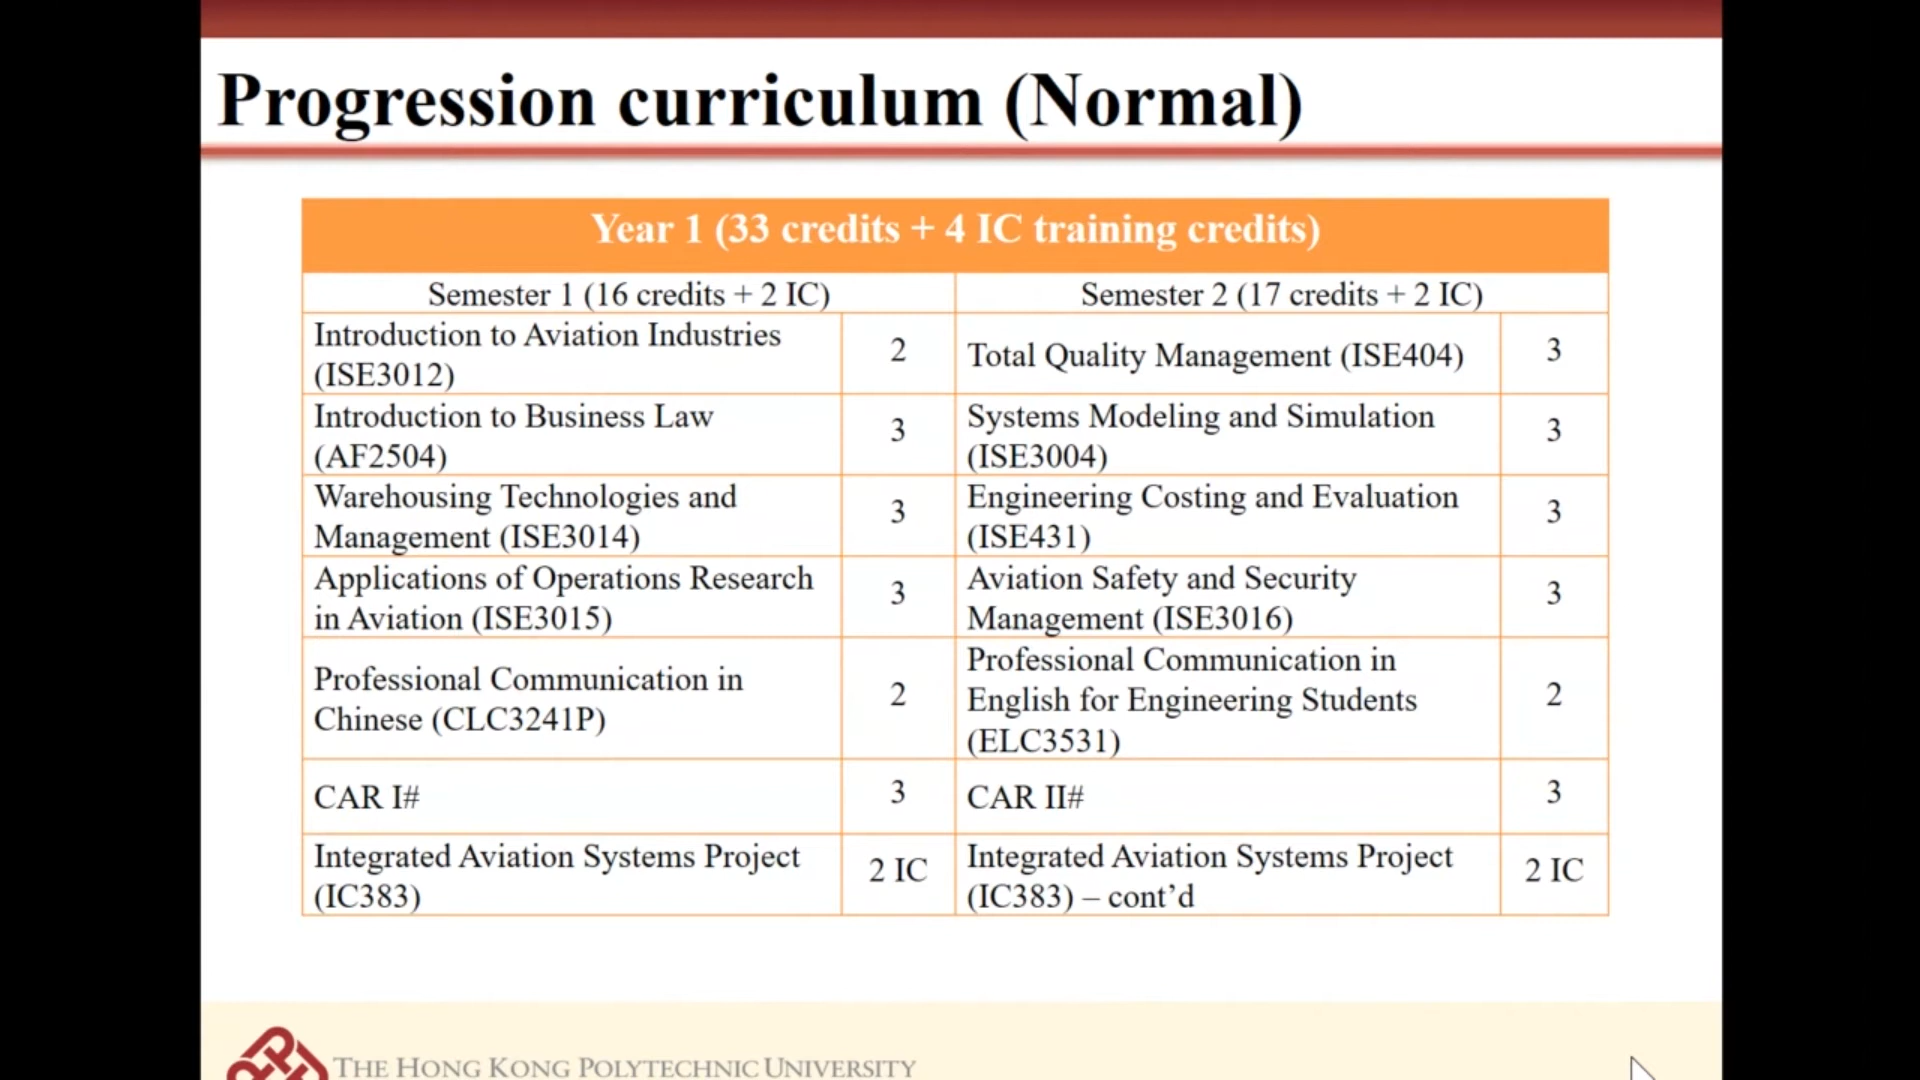 Progression curriculum (Normal)
Year 1 (33 credits + 4 IC training credits)
Semester 1 (16 credits + 2 IC)
Semester 2 (17 credits + 2 IC)
Introduction to Aviation Industries
(ISE3012)
2
Total Quality Management (ISE404)
3
Introduction to Business Law
(AF2504)
3
Systems Modeling and Simulation
(ISE3004)
3
Warehousing Technologies and
Management (ISE3014)
3
Engineering Costing and Evaluation
(ISE431)
3
Applications of Operations Research
in Aviation (ISE3015)
3
Aviation Safety and Security
Management (ISE3016)
3
Professional Communication in
Chinese (CLC3241P)
2
Professional Communication in
English for Engineering Students
(ELC3531)
2
CAR I#
3
CAR II#
3
Integrated Aviation Systems Project
(IC383)
2 IC
Integrated Aviation Systems Project
(IC383) – cont’d
2 IC
THE HONG KONG POLYTECHNIC UNIVERSITY